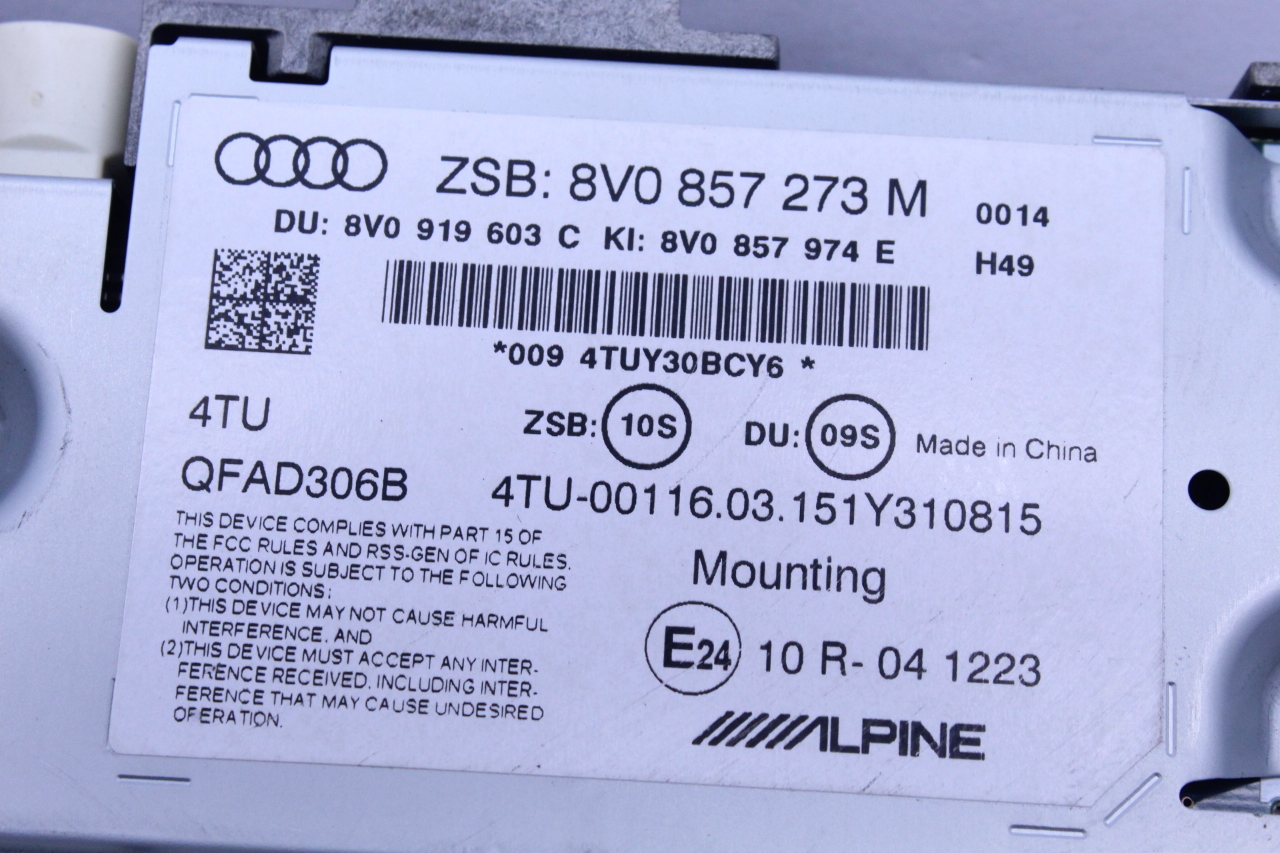 ZSB: 8V0 857 273 M 0014
DU: 8V0 919 603 C KI: 8V0 857 974 E H49
*009 4TUY30BCY6 *
4TU ZSB: 10S DU: 09S Made in China
QFAD306B 4TU-00116.03.151Y310815
THIS DEVICE COMPLIES WITH PART 15 OF
THE FCC RULES AND RSS-GEN OF IC RULES.
OPERATION IS SUBJECT TO THE FOLLOWING
TWO CONDITIONS:
(1)THIS DEVICE MAY NOT CAUSE HARMFUL
INTERFERENCE, AND
(2)THIS DEVICE MUST ACCEPT ANY INTER-
FERENCE RECEIVED, INCLUDING INTER-
FERENCE THAT MAY CAUSE UNDESIRED
OPERATION.
Mounting
E24 10 R- 04 1223
ALPINE